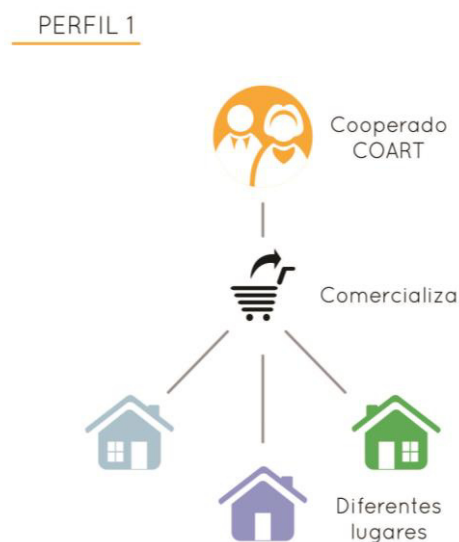 PERFIL 1
Cooperado
COART
Comercializa
Diferentes
lugares